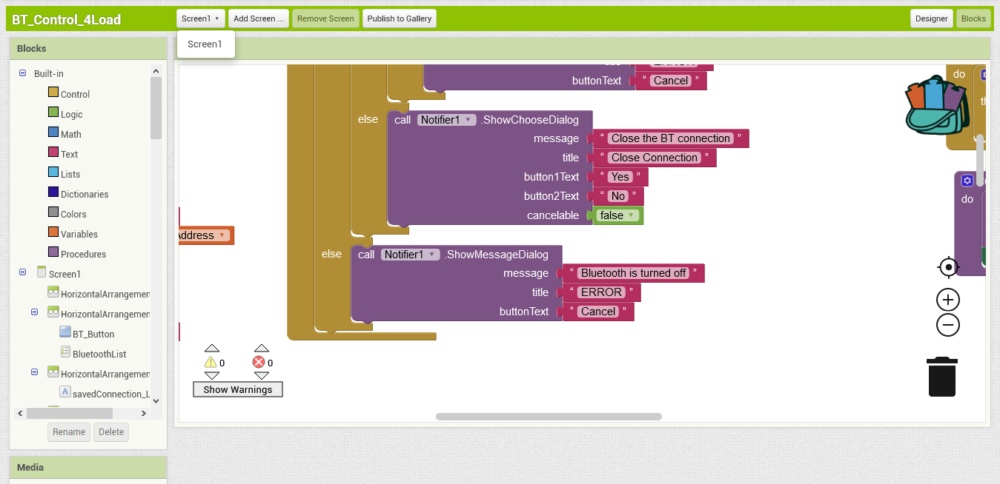 BT_Control_4Load
Screen1
Add Screen ...
Remove Screen
Publish to Gallery
Designer
Blocks
Screen1
Blocks
Built-in
Control
Logic
Math
Text
Lists
Dictionaries
Colors
Variables
Procedures
Screen1
HorizontalArrangemen
HorizontalArrangemen
BT_Button
BluetoothList
HorizontalArrangemen
A savedConnection_L
Rename
Delete
Media
buttonText “ Cancel ”
else call Notifier1 .ShowChooseDialog
message “ Close the BT connection ”
title “ Close Connection ”
button1Text “ Yes ”
button2Text “ No ”
cancelable false
Address
else call Notifier1 .ShowMessageDialog
message “ Bluetooth is turned off ”
title “ ERROR ”
buttonText “ Cancel ”
0 0
Show Warnings
do
do